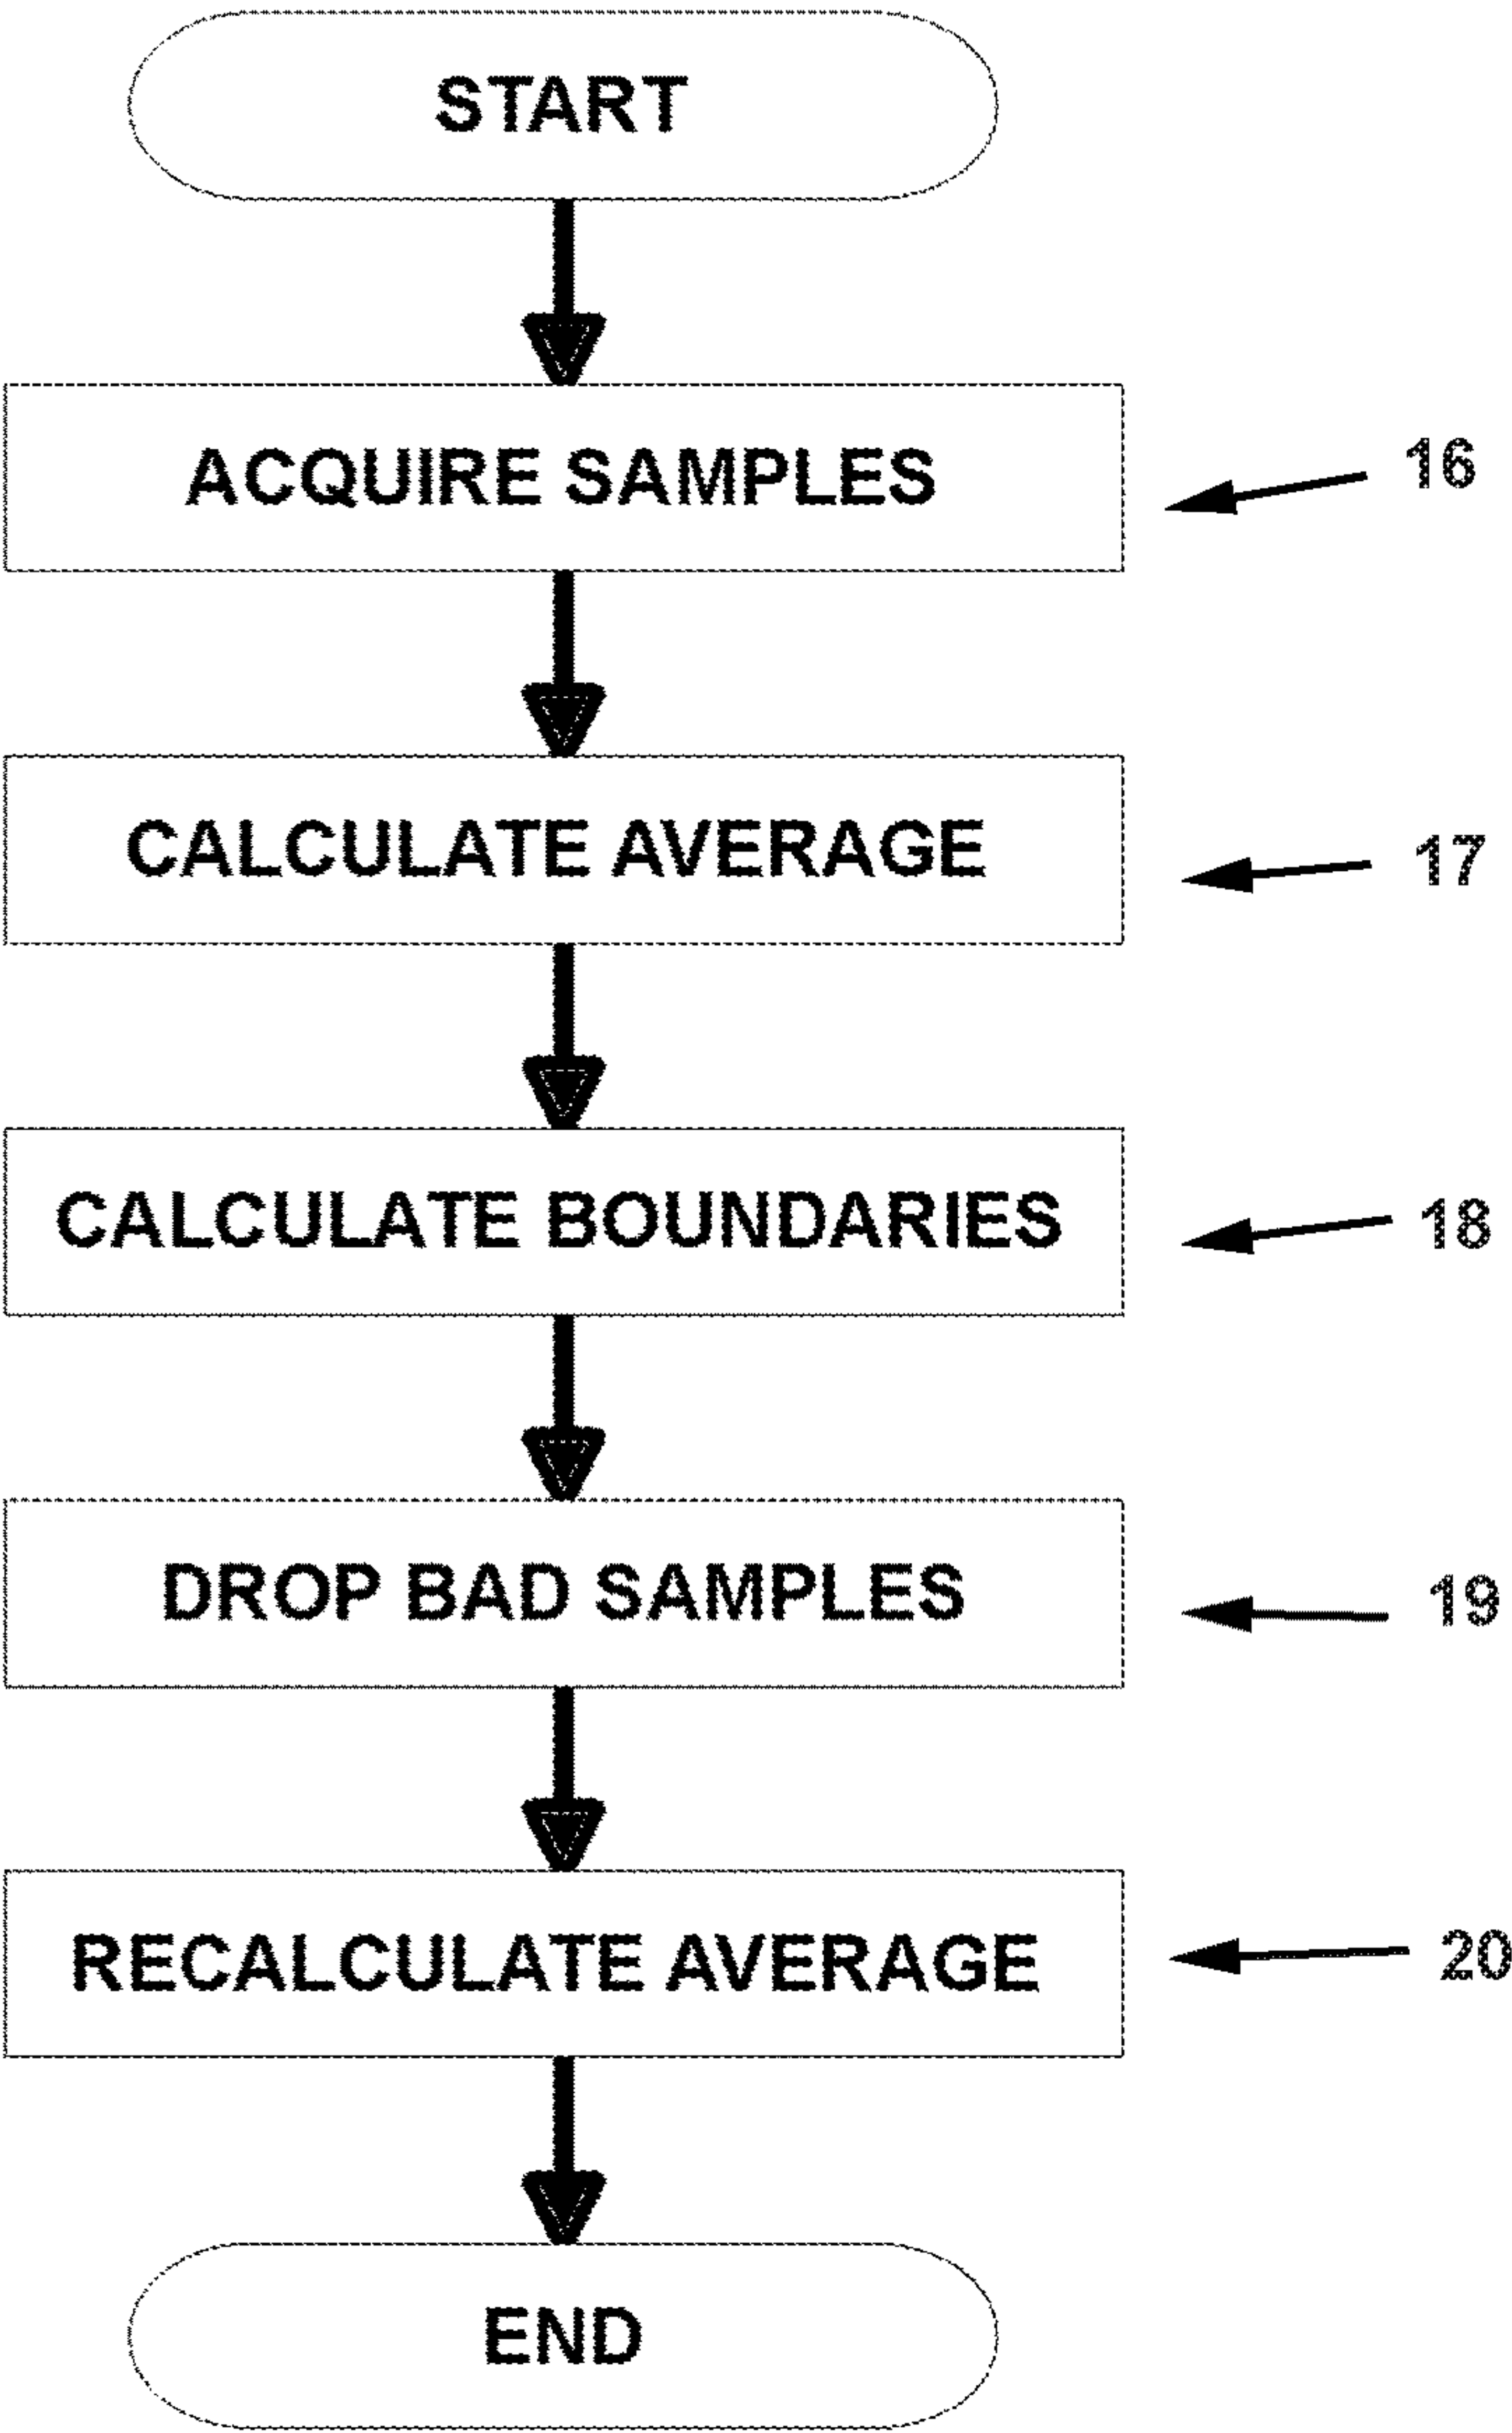 START
ACQUIRE SAMPLES
16
CALCULATE AVERAGE
17
CALCULATE BOUNDARIES
18
DROP BAD SAMPLES
19
RECALCULATE AVERAGE
20
END